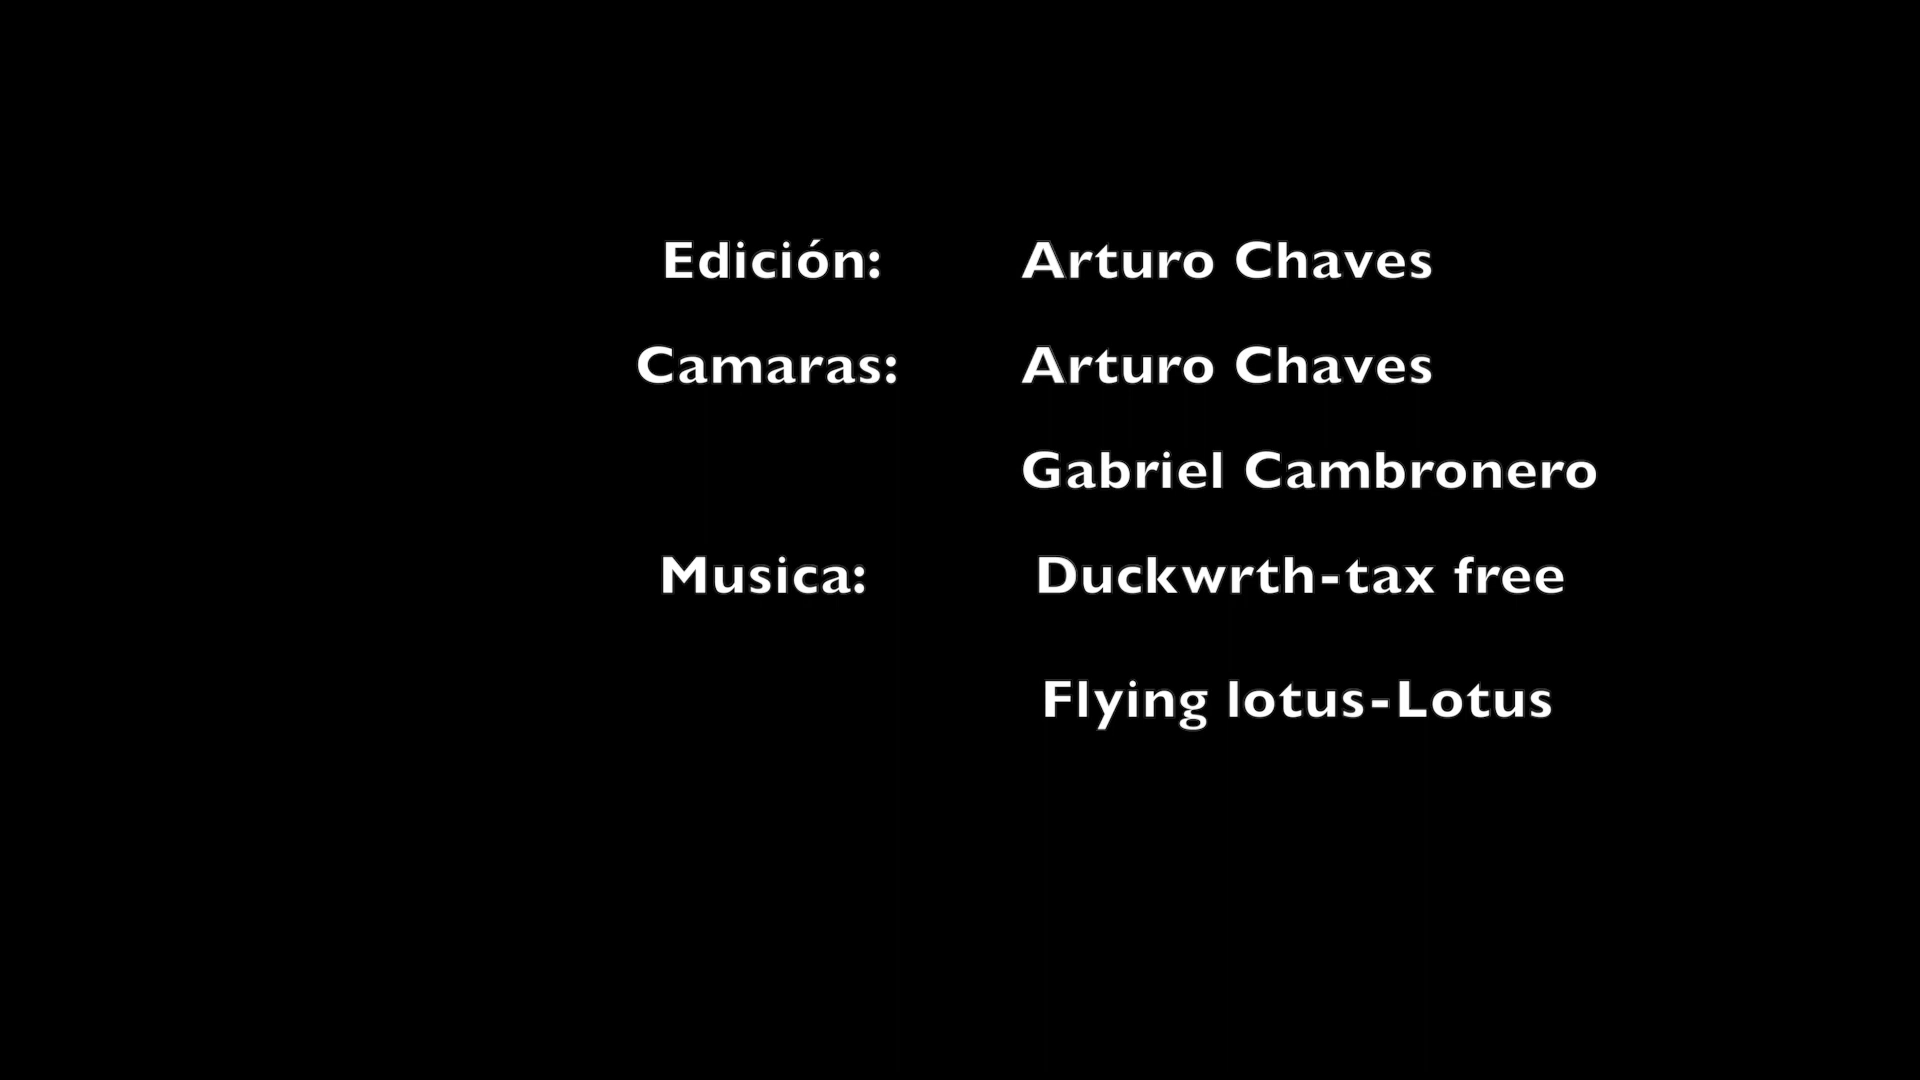 Edición: Arturo Chaves
Camaras: Arturo Chaves
Gabriel Cambronero
Musica: Duckwrth-tax free
Flying lotus-Lotus